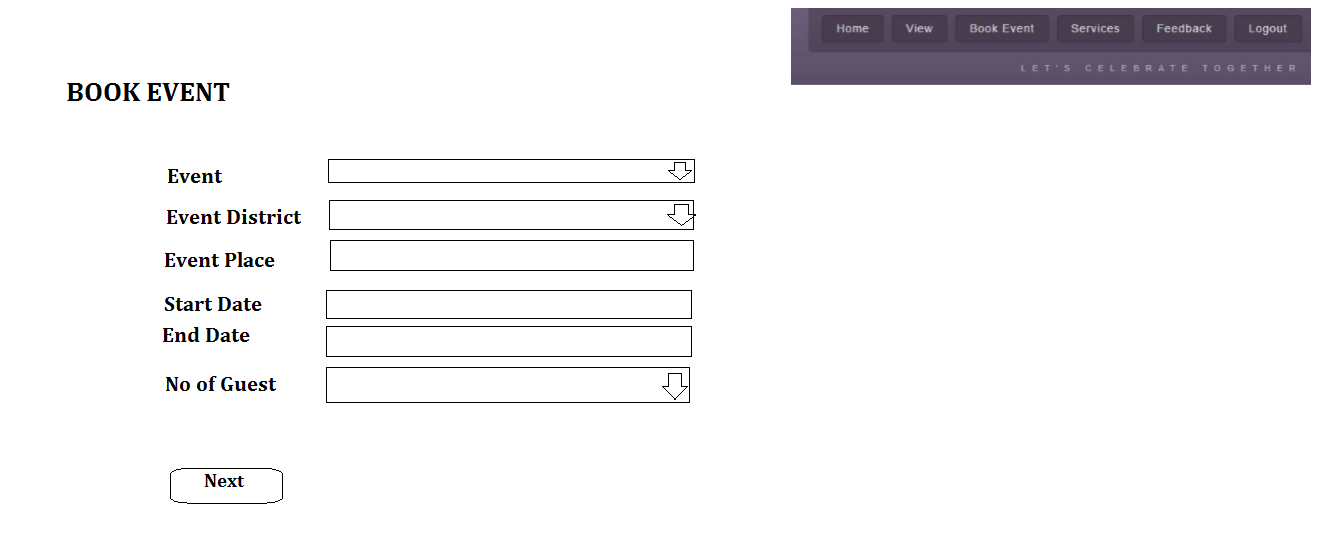 Home View Book Event Services Feedback Logout
LET'S CELEBRATE TOGETHER
BOOK EVENT
Event
Event District
Event Place
Start Date
End Date
No of Guest
Next